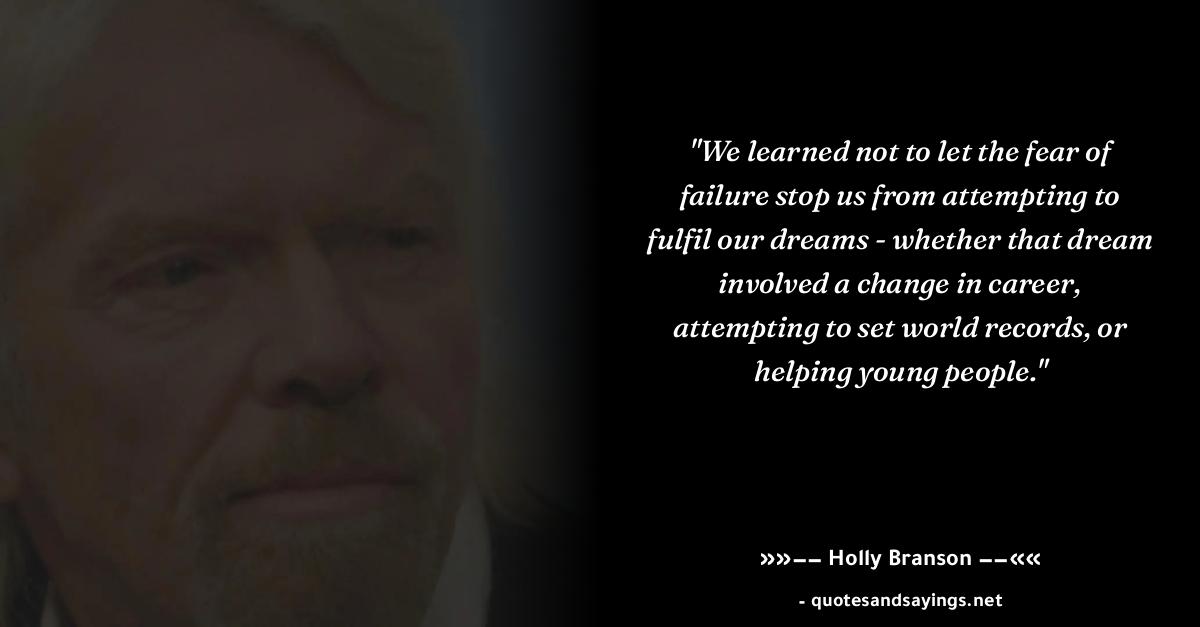 "We learned not to let the fear of
failure stop us from attempting to
fulfil our dreams - whether that dream
involved a change in career,
attempting to set world records, or
helping young people."
»»–– Holly Branson ––««
- quotesandsayings.net